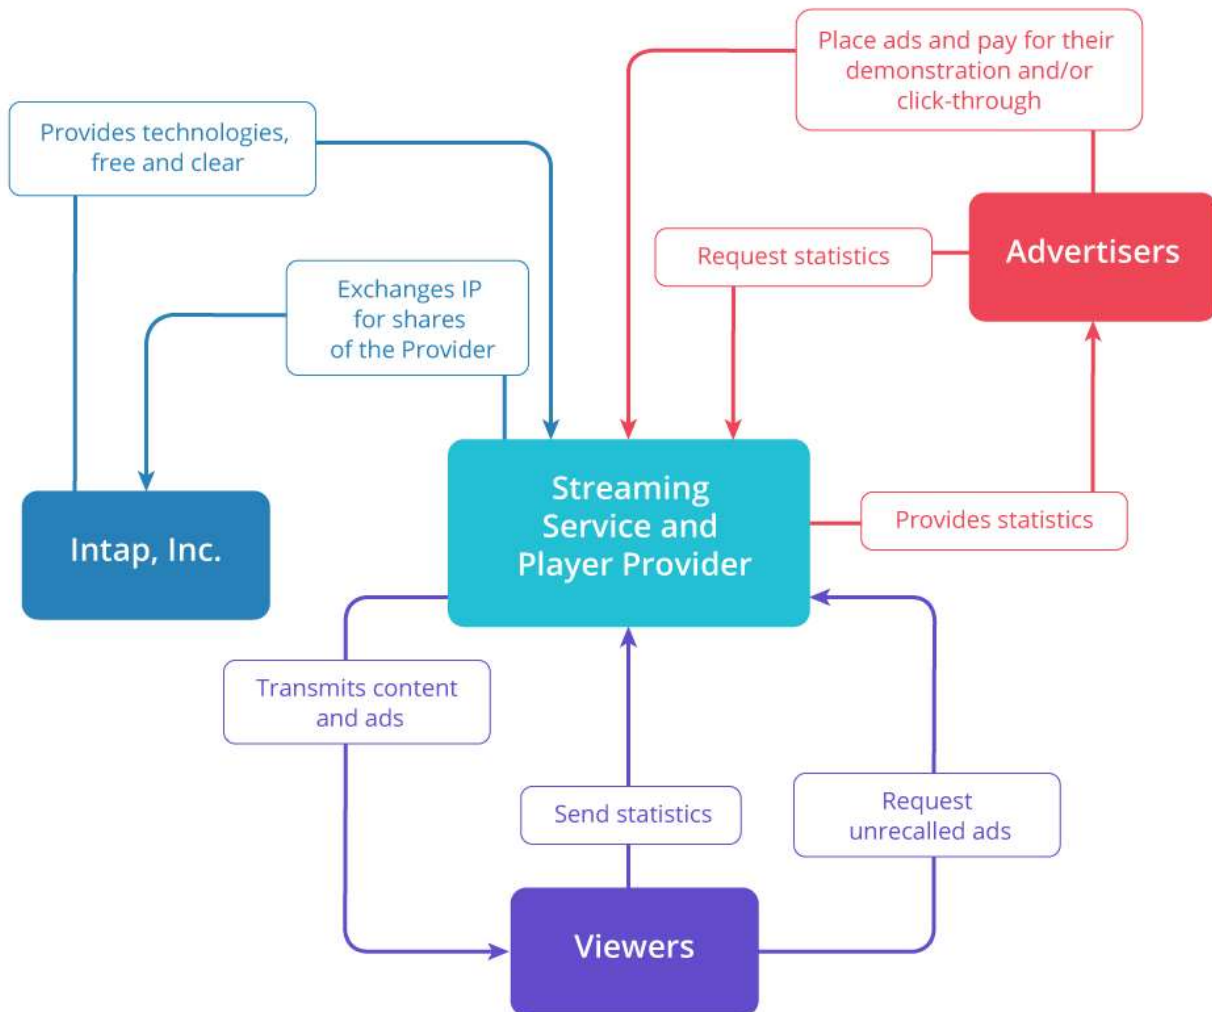 Place ads and pay for their
demonstration and/or
click-through
Provides technologies,
free and clear
Request statistics
Advertisers
Exchanges IP
for shares
of the Provider
Streaming
Service and
Player Provider
Provides statistics
Intap, Inc.
Transmits content
and ads
Send statistics
Request
unrecalled ads
Viewers